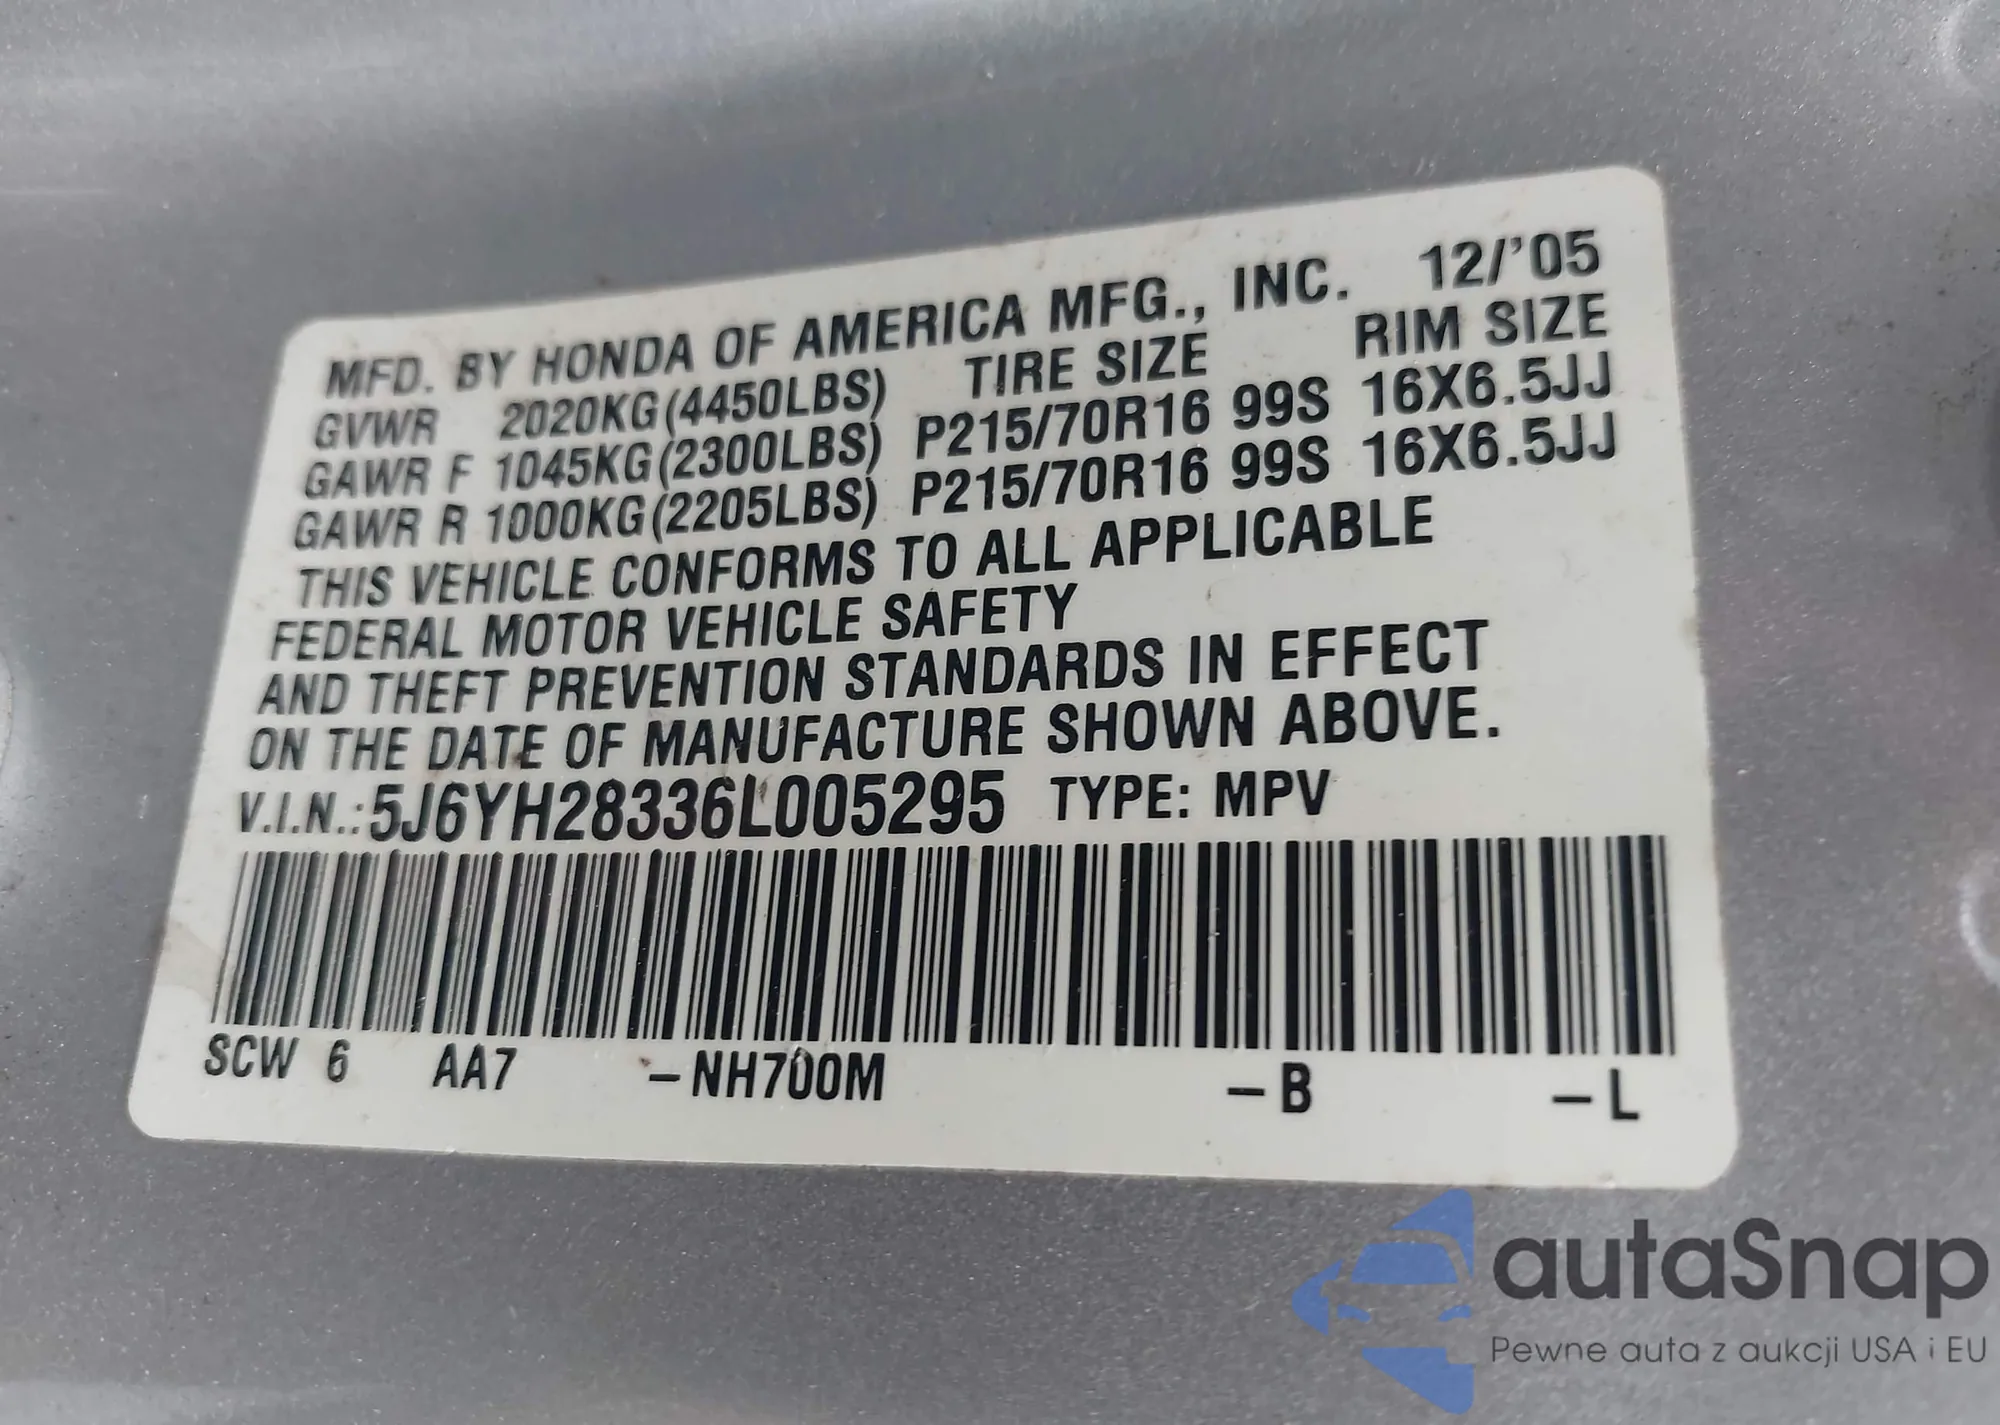 MFD. BY HONDA OF AMERICA MFG., INC. 12/'05
GVWR 2020KG(4450LBS) TIRE SIZE RIM SIZE
GAWR F 1045KG(2300LBS) P215/70R16 99S 16X6.5JJ
GAWR R 1000KG(2205LBS) P215/70R16 99S 16X6.5JJ
THIS VEHICLE CONFORMS TO ALL APPLICABLE
FEDERAL MOTOR VEHICLE SAFETY
AND THEFT PREVENTION STANDARDS IN EFFECT
ON THE DATE OF MANUFACTURE SHOWN ABOVE.
V.I.N.:5J6YH28336L005295 TYPE: MPV
SCW 6 AA7 -NH700M -B -L
autaSnap
Pewne auta z aukcji USA i EU